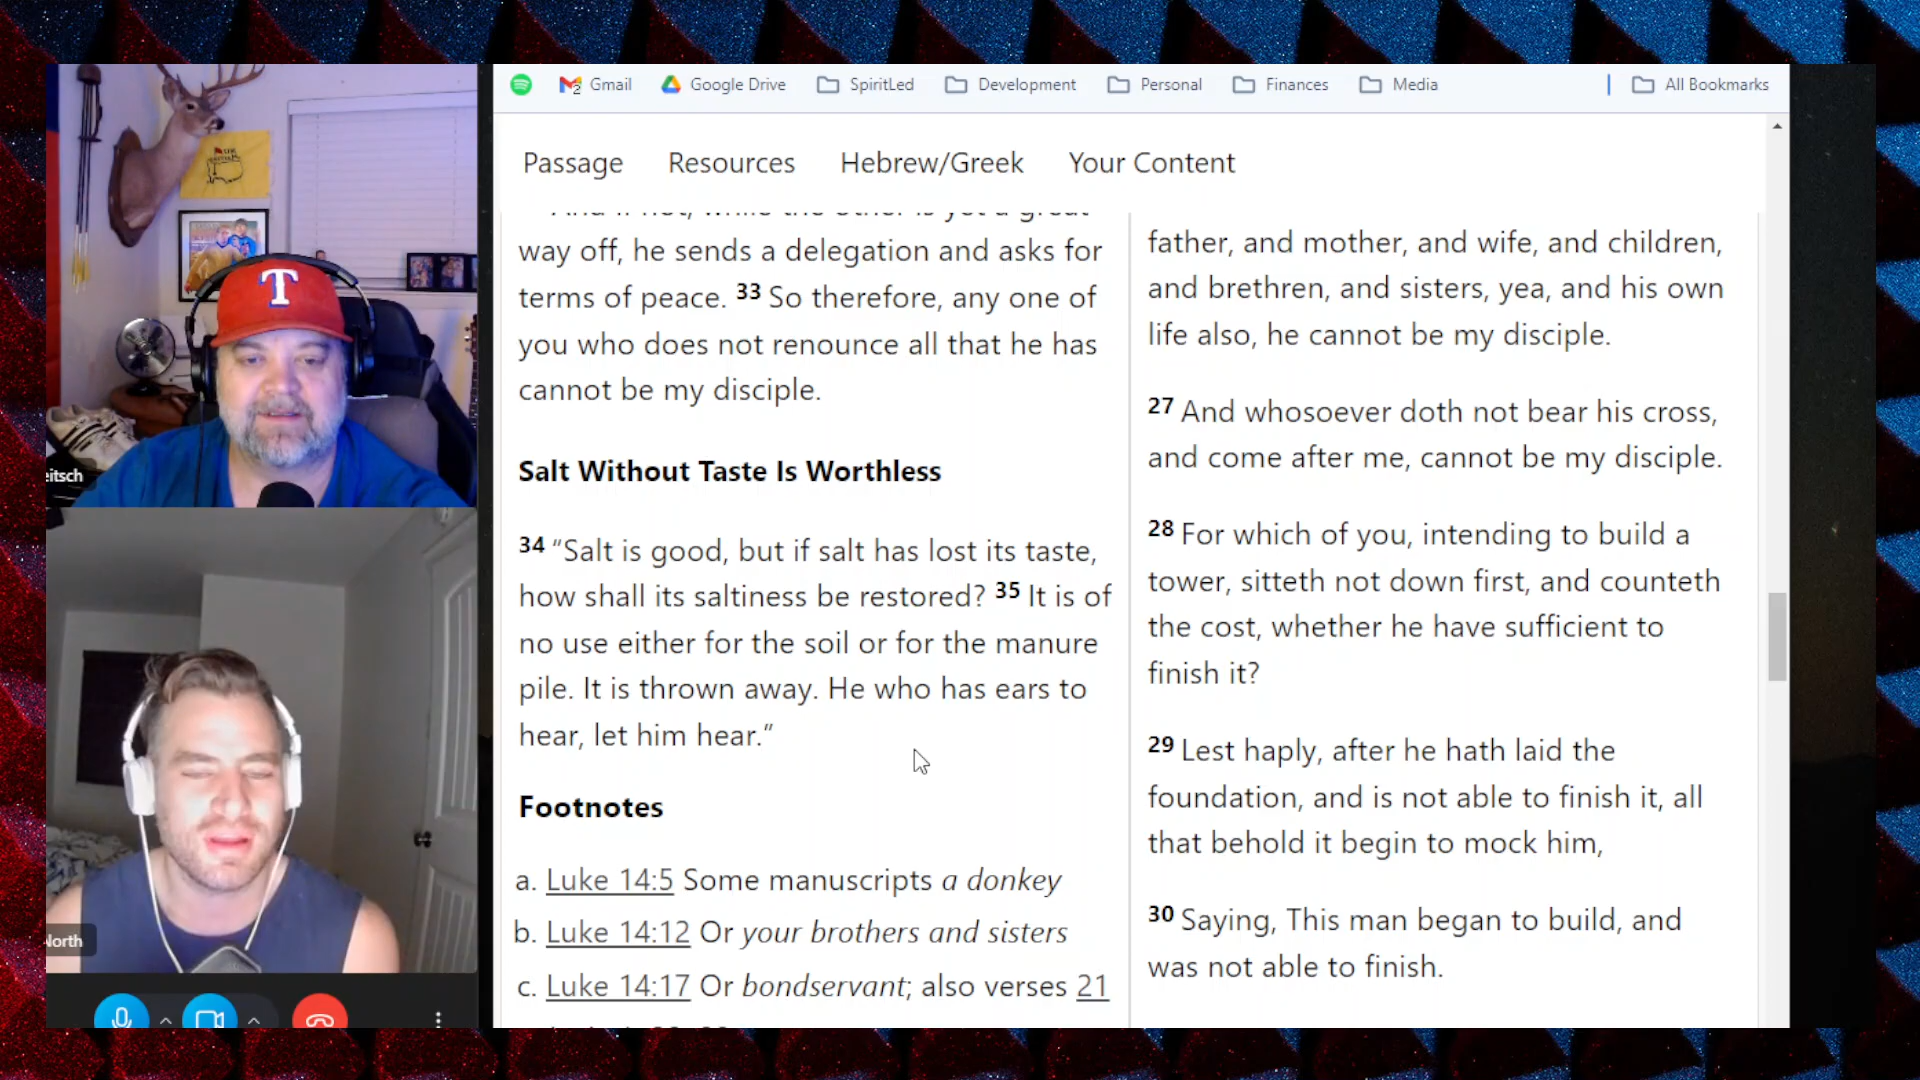 Gmail Google Drive SpiritLed Development Personal Finances Media All Bookmarks
Passage Resources Hebrew/Greek Your Content
way off, he sends a delegation and asks for
terms of peace. 33 So therefore, any one of
you who does not renounce all that he has
cannot be my disciple.
Salt Without Taste Is Worthless
34 “Salt is good, but if salt has lost its taste,
how shall its saltiness be restored? 35 It is of
no use either for the soil or for the manure
pile. It is thrown away. He who has ears to
hear, let him hear.”
Footnotes
a. Luke 14:5 Some manuscripts a donkey
b. Luke 14:12 Or your brothers and sisters
c. Luke 14:17 Or bondservant; also verses 21
father, and mother, and wife, and children,
and brethren, and sisters, yea, and his own
life also, he cannot be my disciple.
27 And whosoever doth not bear his cross,
and come after me, cannot be my disciple.
28 For which of you, intending to build a
tower, sitteth not down first, and counteth
the cost, whether he have sufficient to
finish it?
29 Lest haply, after he hath laid the
foundation, and is not able to finish it, all
that behold it begin to mock him,
30 Saying, This man began to build, and
was not able to finish.
T
eitsch
North